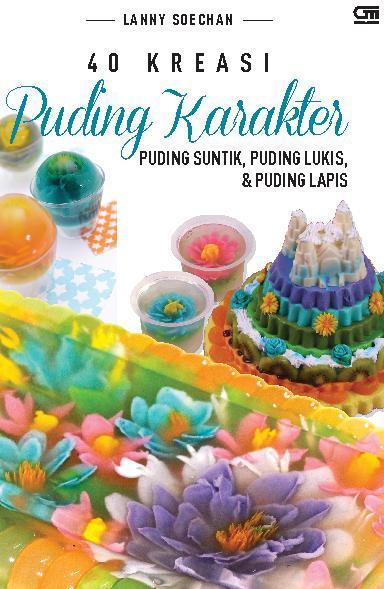 LANNY SOECHAN
40 KREASI
Puding Karakter
PUDING SUNTIK, PUDING LUKIS,
& PUDING LAPIS